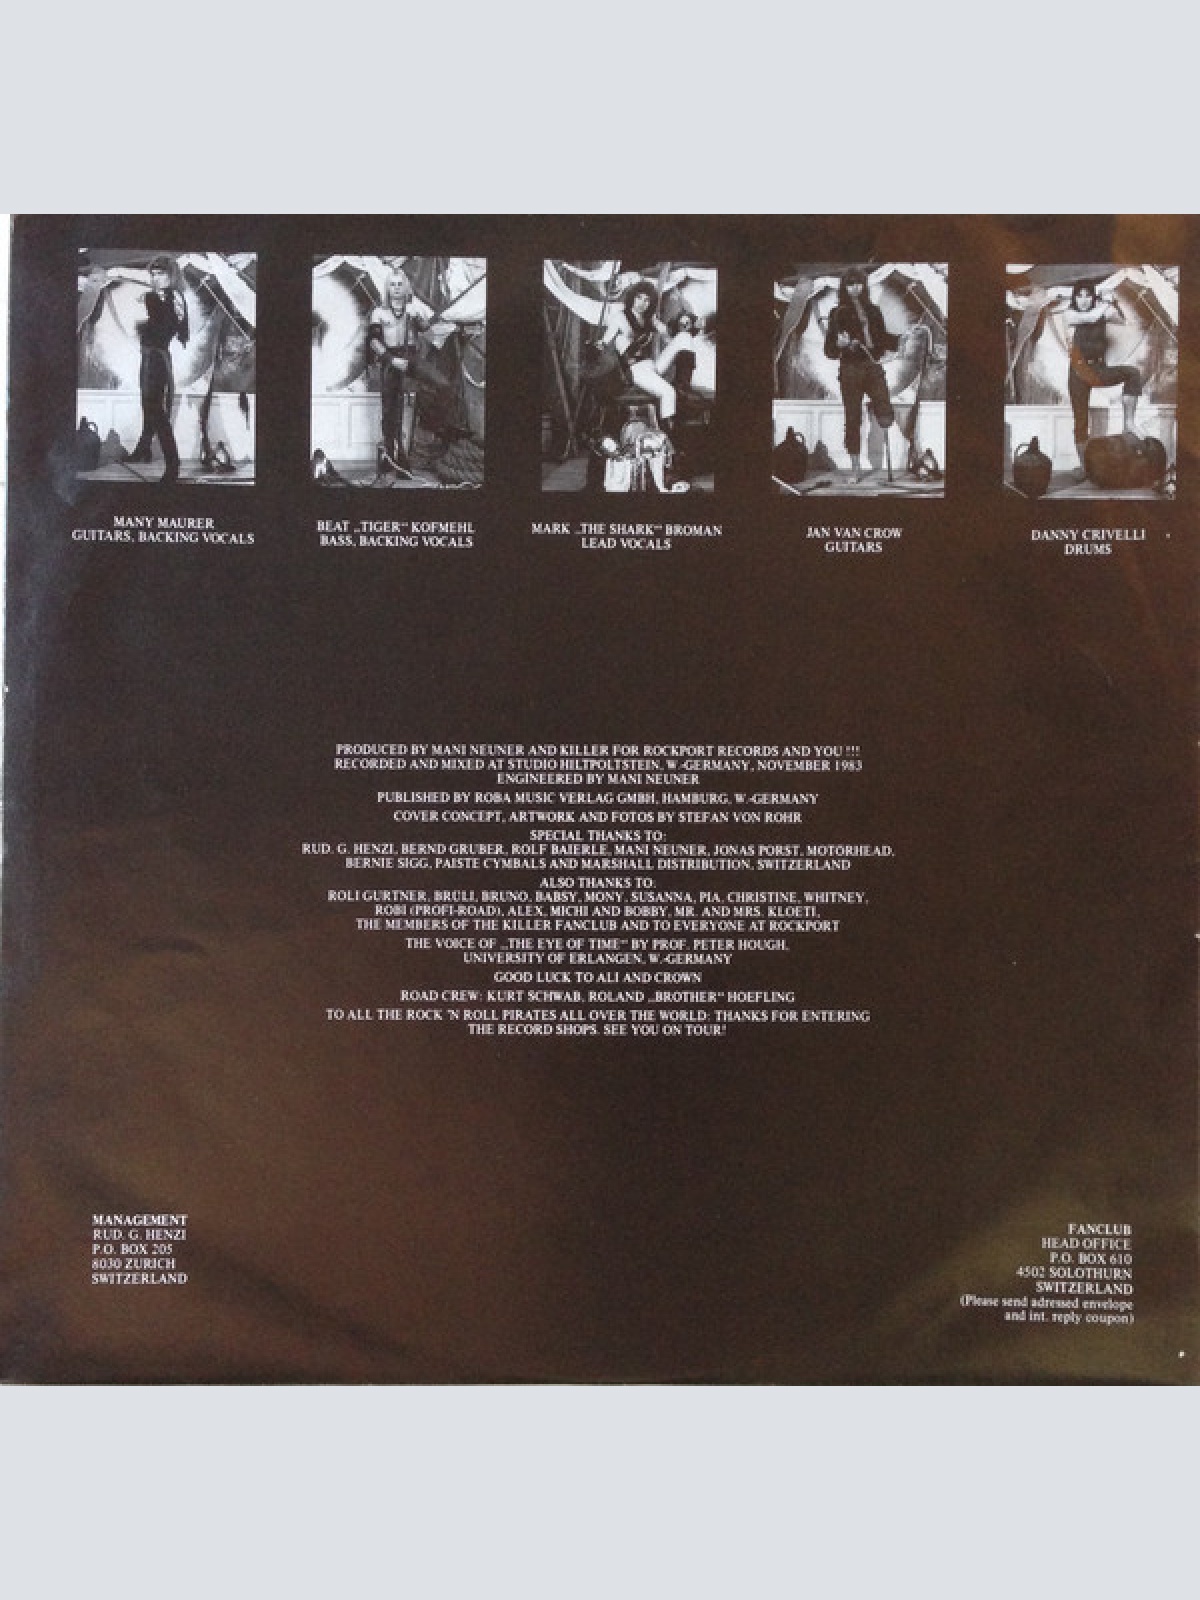 MANY MAURER
GUITARS, BACKING VOCALS
BEAT „TIGER“ KOFMEHL
BASS, BACKING VOCALS
MARK „THE SHARK“ BROMAN
LEAD VOCALS
JAN VAN CROW
GUITARS
DANNY CRIVELLI
DRUMS
PRODUCED BY MANI NEUNER AND KILLER FOR ROCKPORT RECORDS AND YOU !!!
RECORDED AND MIXED AT STUDIO HILTPOLTSTEIN, W.-GERMANY, NOVEMBER 1983
ENGINEERED BY MANI NEUNER
PUBLISHED BY ROBA MUSIC VERLAG GMBH, HAMBURG, W.-GERMANY
COVER CONCEPT, ARTWORK AND FOTOS BY STEFAN VON ROHR
SPECIAL THANKS TO:
RUD. G. HENZI, BERND GRUBER, ROLF BAIERLE, MANI NEUNER, JONAS PORST, MOTORHEAD,
BERNIE SIGG, PAISTE CYMBALS AND MARSHALL DISTRIBUTION, SWITZERLAND
ALSO THANKS TO:
ROLI GURTNER, BRULI, BRUNO, BABSY, MONY, SUSANNA, PIA, CHRISTINE, WHITNEY,
ROBI (PROFI-ROAD), ALEX, MICHI AND BOBBY, MR. AND MRS. KLOETI,
THE MEMBERS OF THE KILLER FANCLUB AND TO EVERYONE AT ROCKPORT
THE VOICE OF „THE EYE OF TIME“ BY PROF. PETER HOUGH,
UNIVERSITY OF ERLANGEN, W.-GERMANY
GOOD LUCK TO ALI AND CROWN
ROAD CREW: KURT SCHWAB, ROLAND „BROTHER“ HOEFLING
TO ALL THE ROCK 'N ROLL PIRATES ALL OVER THE WORLD: THANKS FOR ENTERING
THE RECORD SHOPS. SEE YOU ON TOUR!
MANAGEMENT
RUD. G. HENZI
P.O. BOX 205
8030 ZURICH
SWITZERLAND
FANCLUB
HEAD OFFICE
P.O. BOX 610
4502 SOLOTHURN
SWITZERLAND
(Please send adressed envelope
and int. reply coupon)